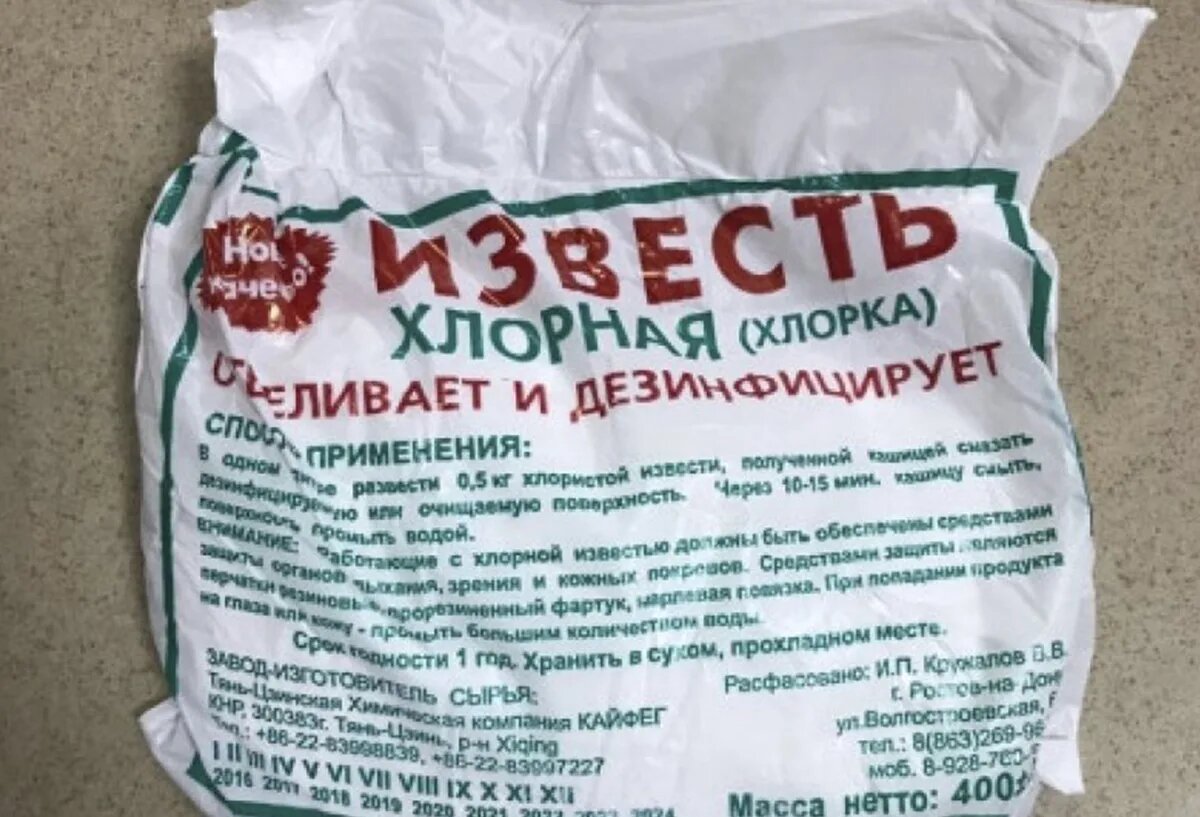 ИЗВЕСТЬ
ХЛОРНАЯ (ХЛОРКА)
И ДЕЗИНФИЦИРУЕТ
ПРИМЕНЕНИЯ:
В одном развести 0,5 кг хлористой извести, полученной кашицей смазать
или очищаемую поверхность. Через 10-15 мин. кашицу смыть,
поверхность промыть водой.
ВНИМАНИЕ: Работающие с хлорной известью должны быть обеспечены средствами
защиты органов дыхания, зрения и кожных покровов. Средствами защиты являются
перчатки прорезиненный фартук, марлевая повязка. При попадании продукта
на глаза или кожу - промыть большим количеством воды.
Срок годности 1 год. Хранить в сухом, прохладном месте.
ЗАВОД-ИЗГОТОВИТЕЛЬ СЫРЬЯ:
Тянь-Цзинская Химическая компания КАЙФЕГ
КНР, 300383г. Тянь-Цзинь, р-н Xiqing
Тел.: +86-22-83998839, +86-22-83997227
I II III IV V VI VII VIII IX X XI XII
2016 2017 2018 2019 2020 2021 2022 2023 2024
Расфасовано: И.П. Кружалов В.В.
г. Ростов-на-Дон
ул.Волгостроевская,
тел.: 8(863)269-96
моб. 8-928-760-
Масса нетто: 400